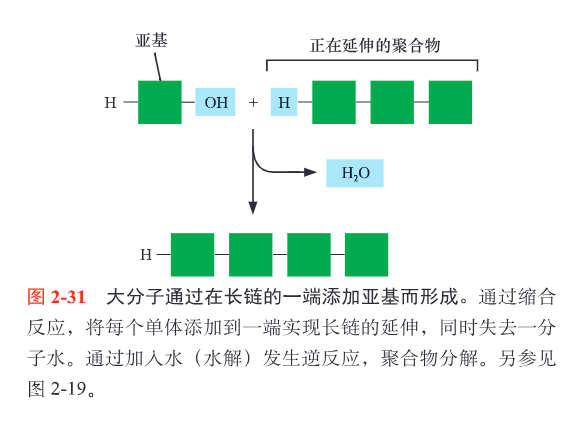 亚基
正在延伸的聚合物
H OH + H
H₂O
H
图 2-31 大分子通过在长链的一端添加亚基而形成。通过缩合
反应，将每个单体添加到一端实现长链的延伸，同时失去一分
子水。通过加入水（水解）发生逆反应，聚合物分解。另参见
图 2-19。